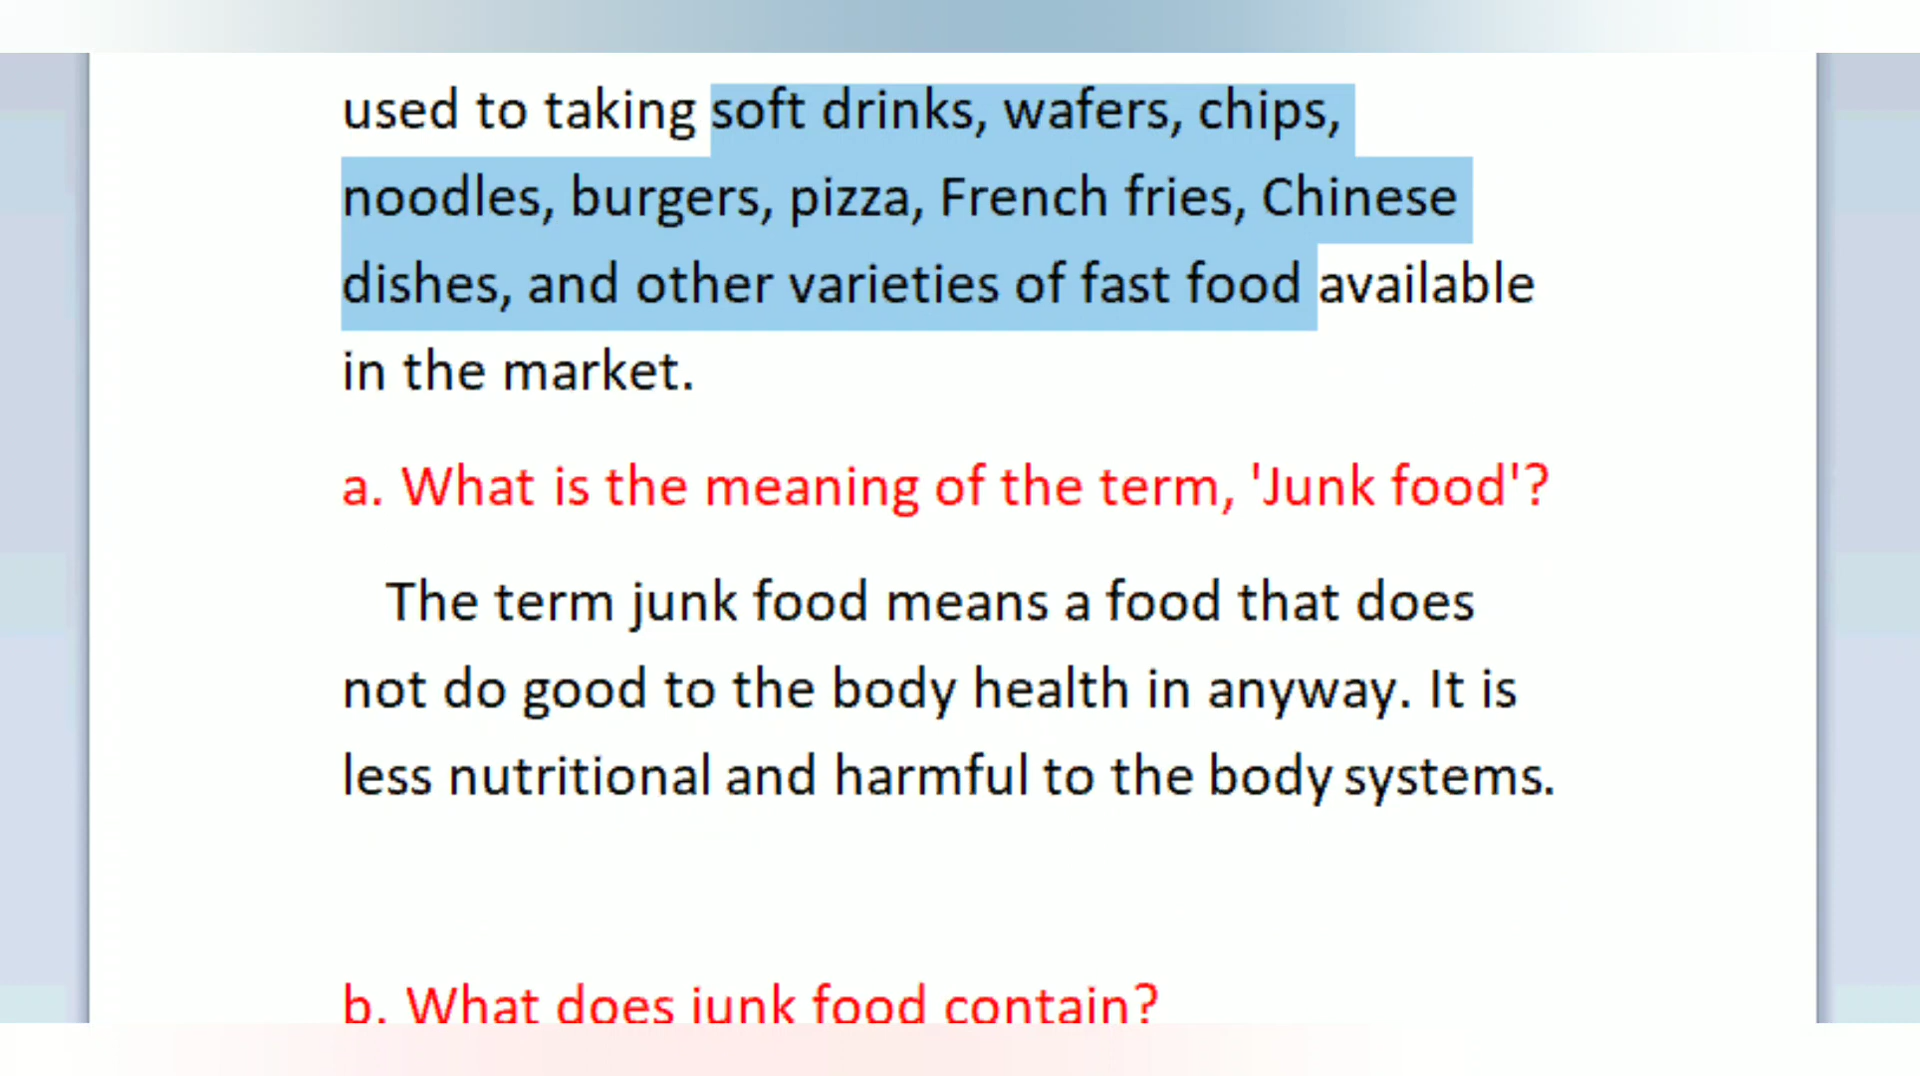 used to taking soft drinks, wafers, chips,
noodles, burgers, pizza, French fries, Chinese
dishes, and other varieties of fast food available
in the market.
a. What is the meaning of the term, 'Junk food'?
The term junk food means a food that does
not do good to the body health in anyway. It is
less nutritional and harmful to the body systems.
b. What does junk food contain?